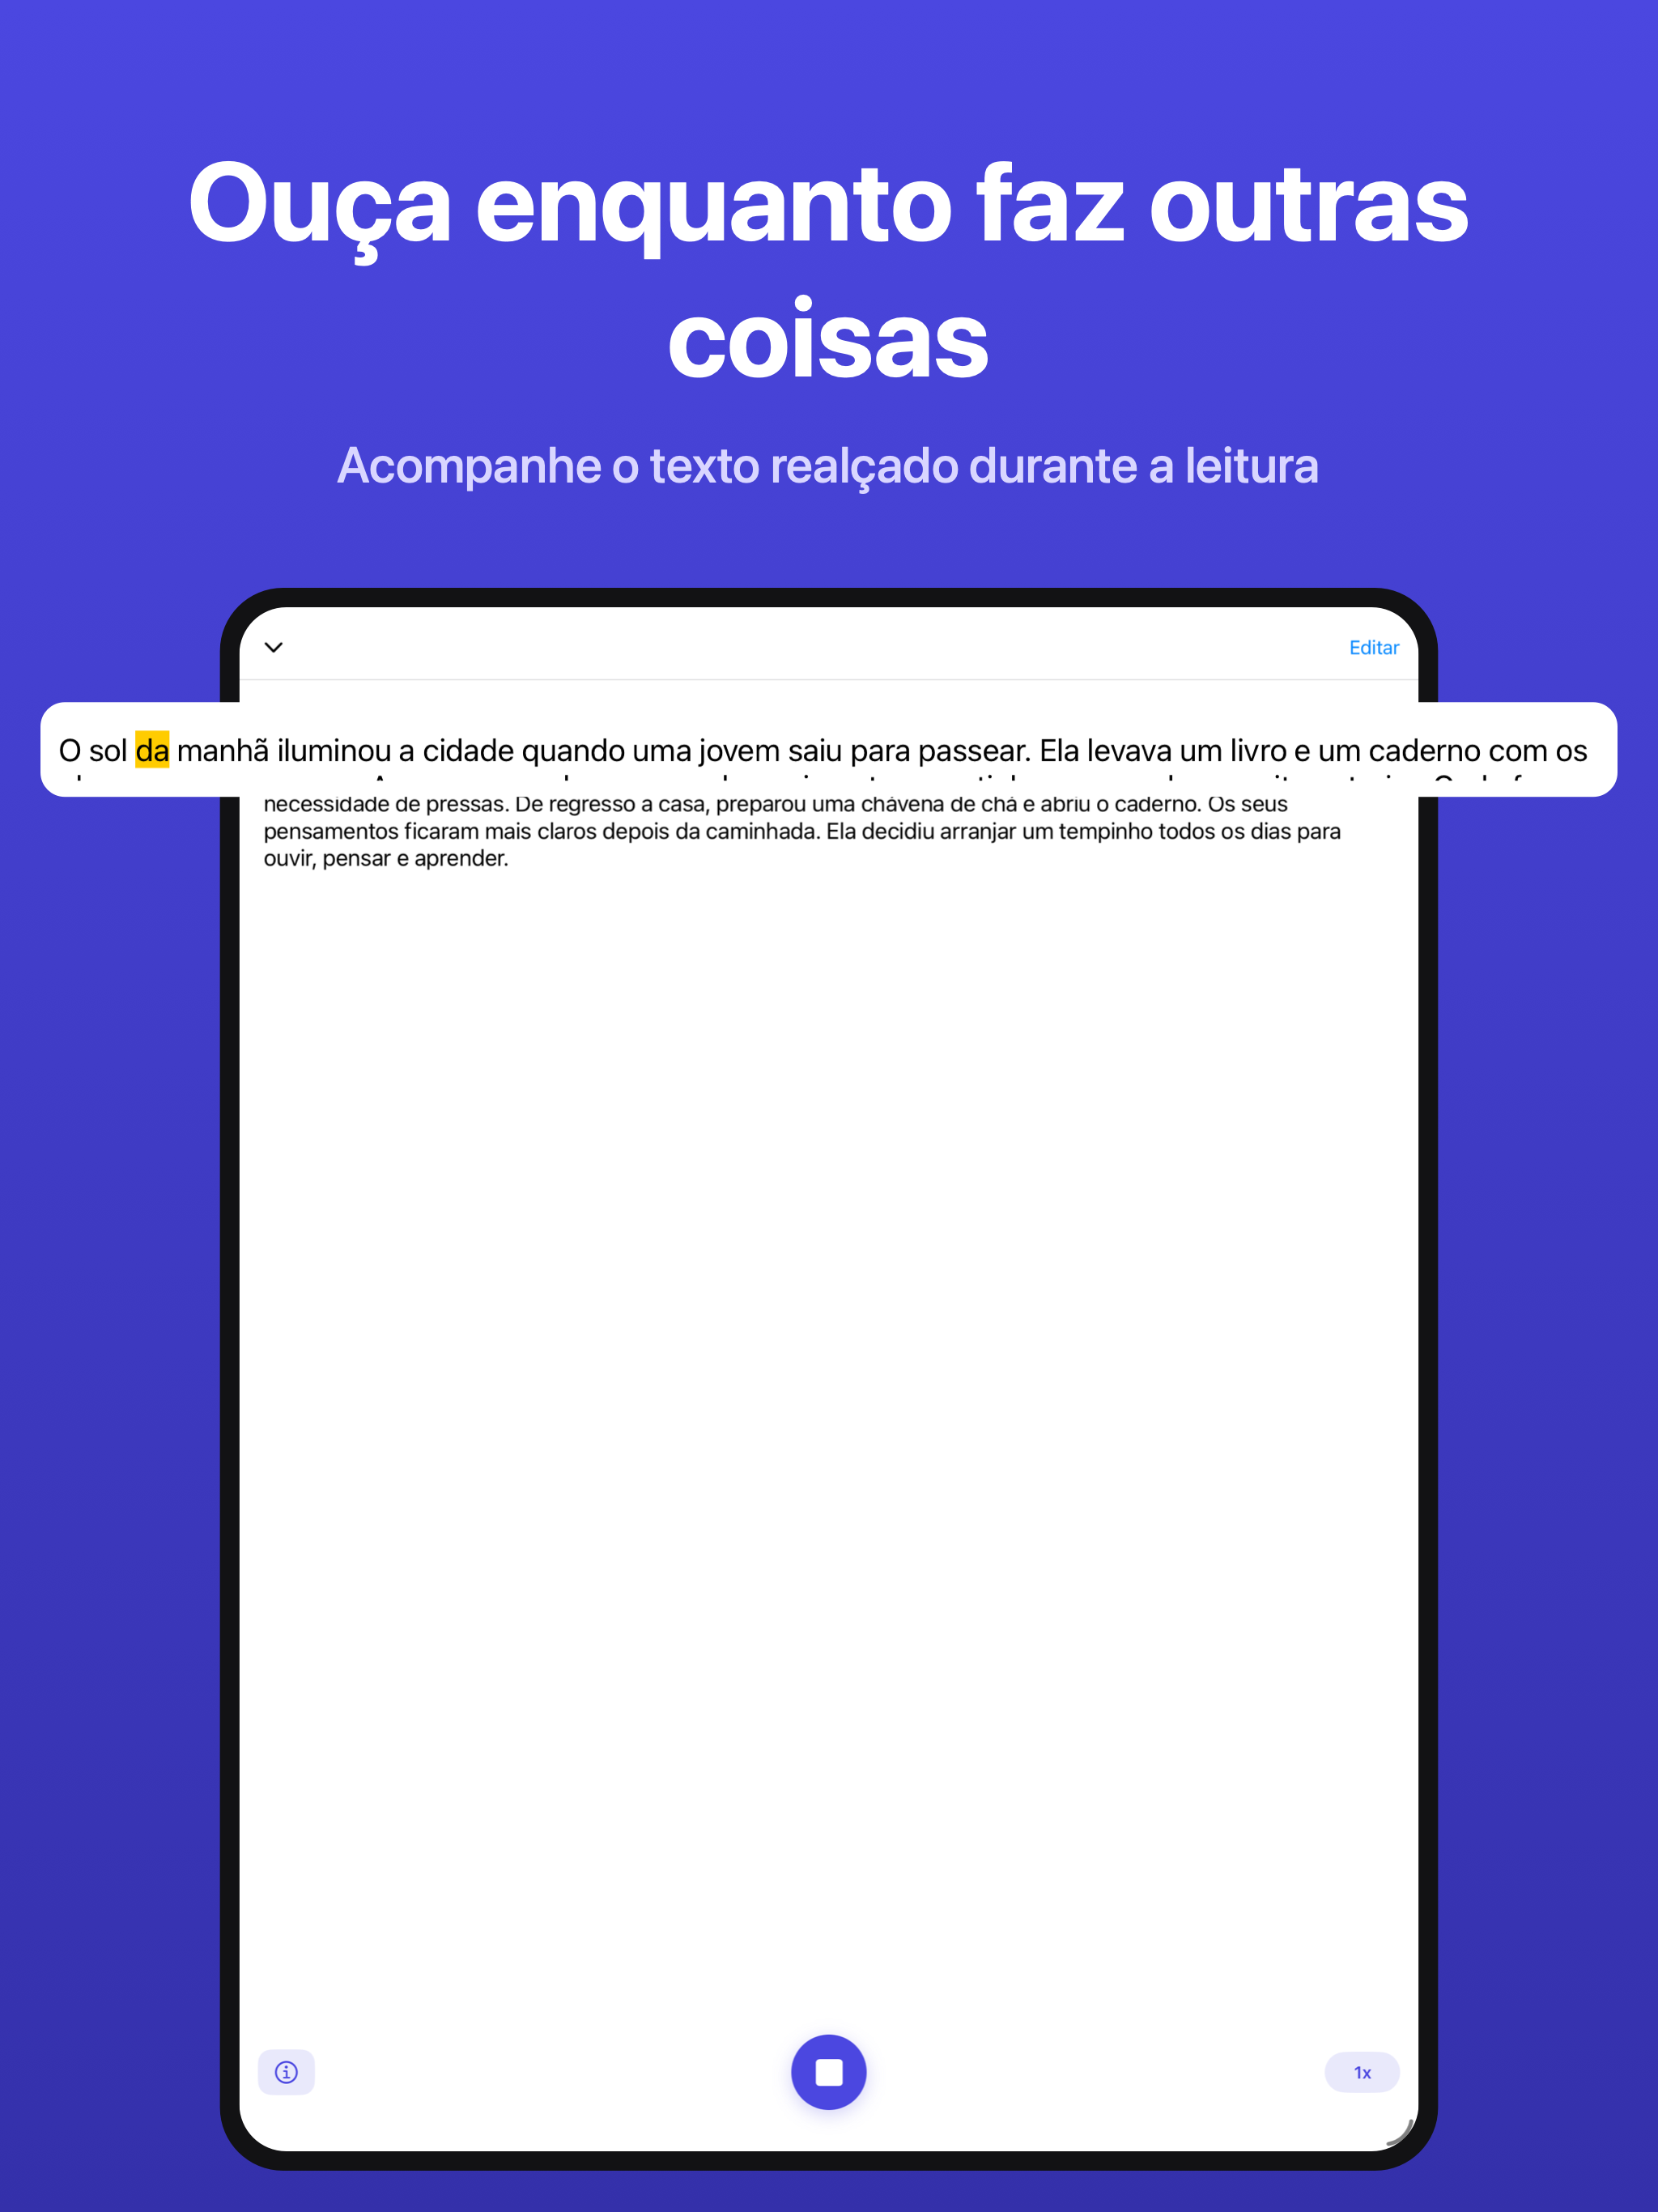 Ouça enquanto faz outras
coisas
Acompanhe o texto realçado durante a leitura
Editar
O sol da manhã iluminou a cidade quando uma jovem saiu para passear. Ela levava um livro e um caderno com os
necessidade de pressas. De regresso a casa, preparou uma chávena de chá e abriu o caderno. Os seus
pensamentos ficaram mais claros depois da caminhada. Ela decidiu arranjar um tempinho todos os dias para
ouvir, pensar e aprender.
1x